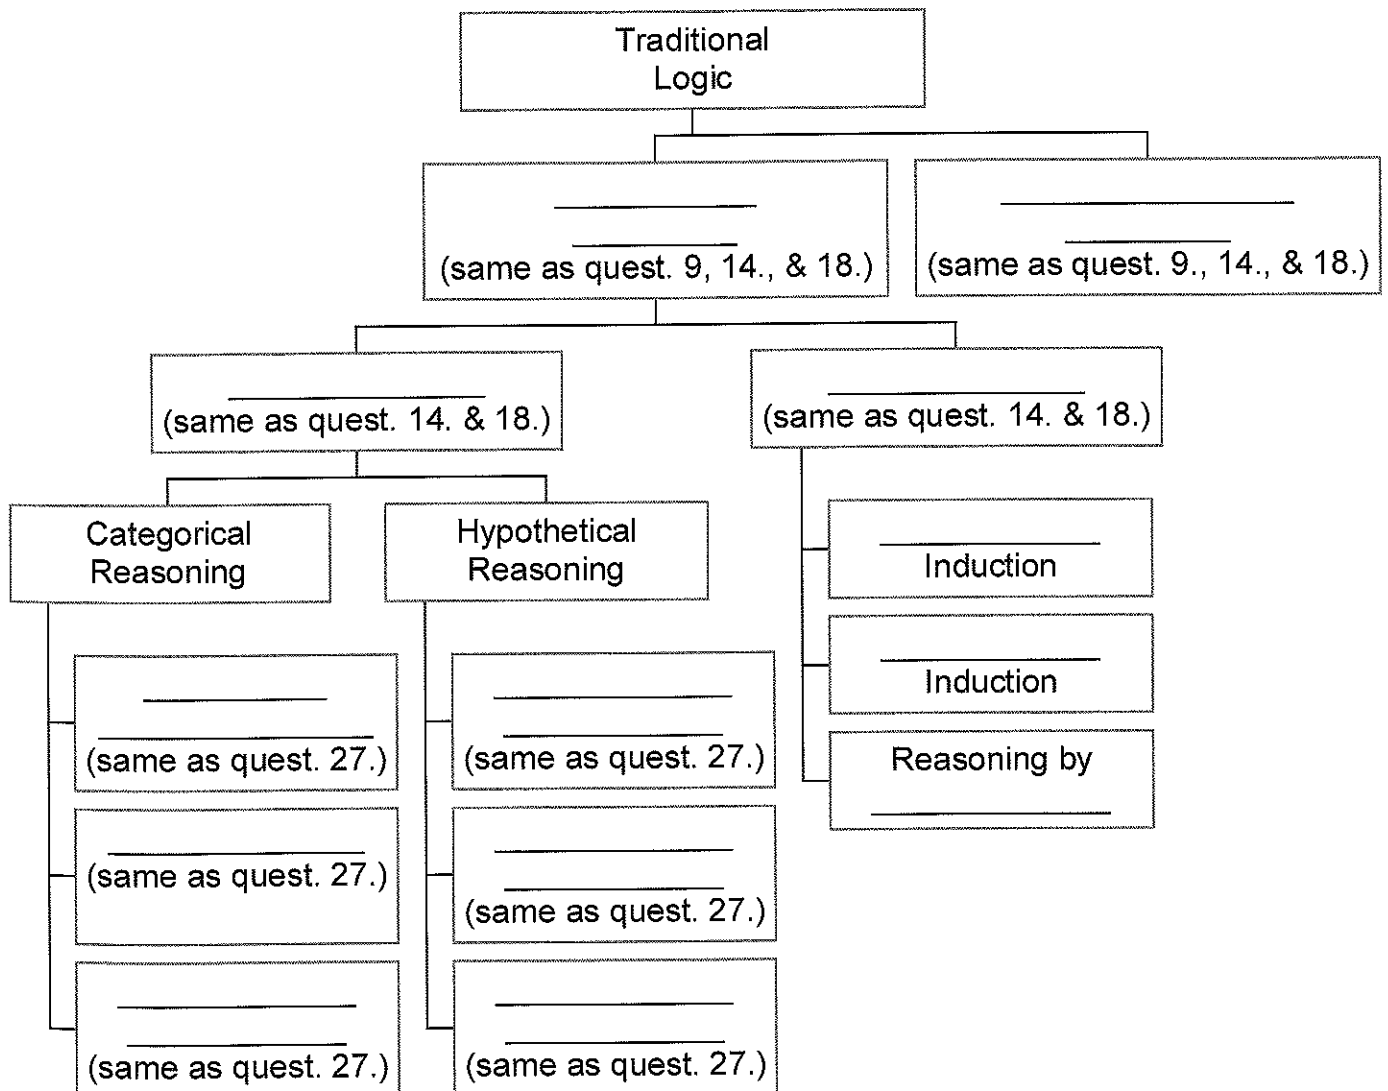 Traditional
Logic
(same as quest. 9, 14., & 18.)
(same as quest. 9., 14., & 18.)
(same as quest. 14. & 18.)
(same as quest. 14. & 18.)
Categorical
Reasoning
Hypothetical
Reasoning
Induction
Induction
Reasoning by
(same as quest. 27.)
(same as quest. 27.)
(same as quest. 27.)
(same as quest. 27.)
(same as quest. 27.)
(same as quest. 27.)